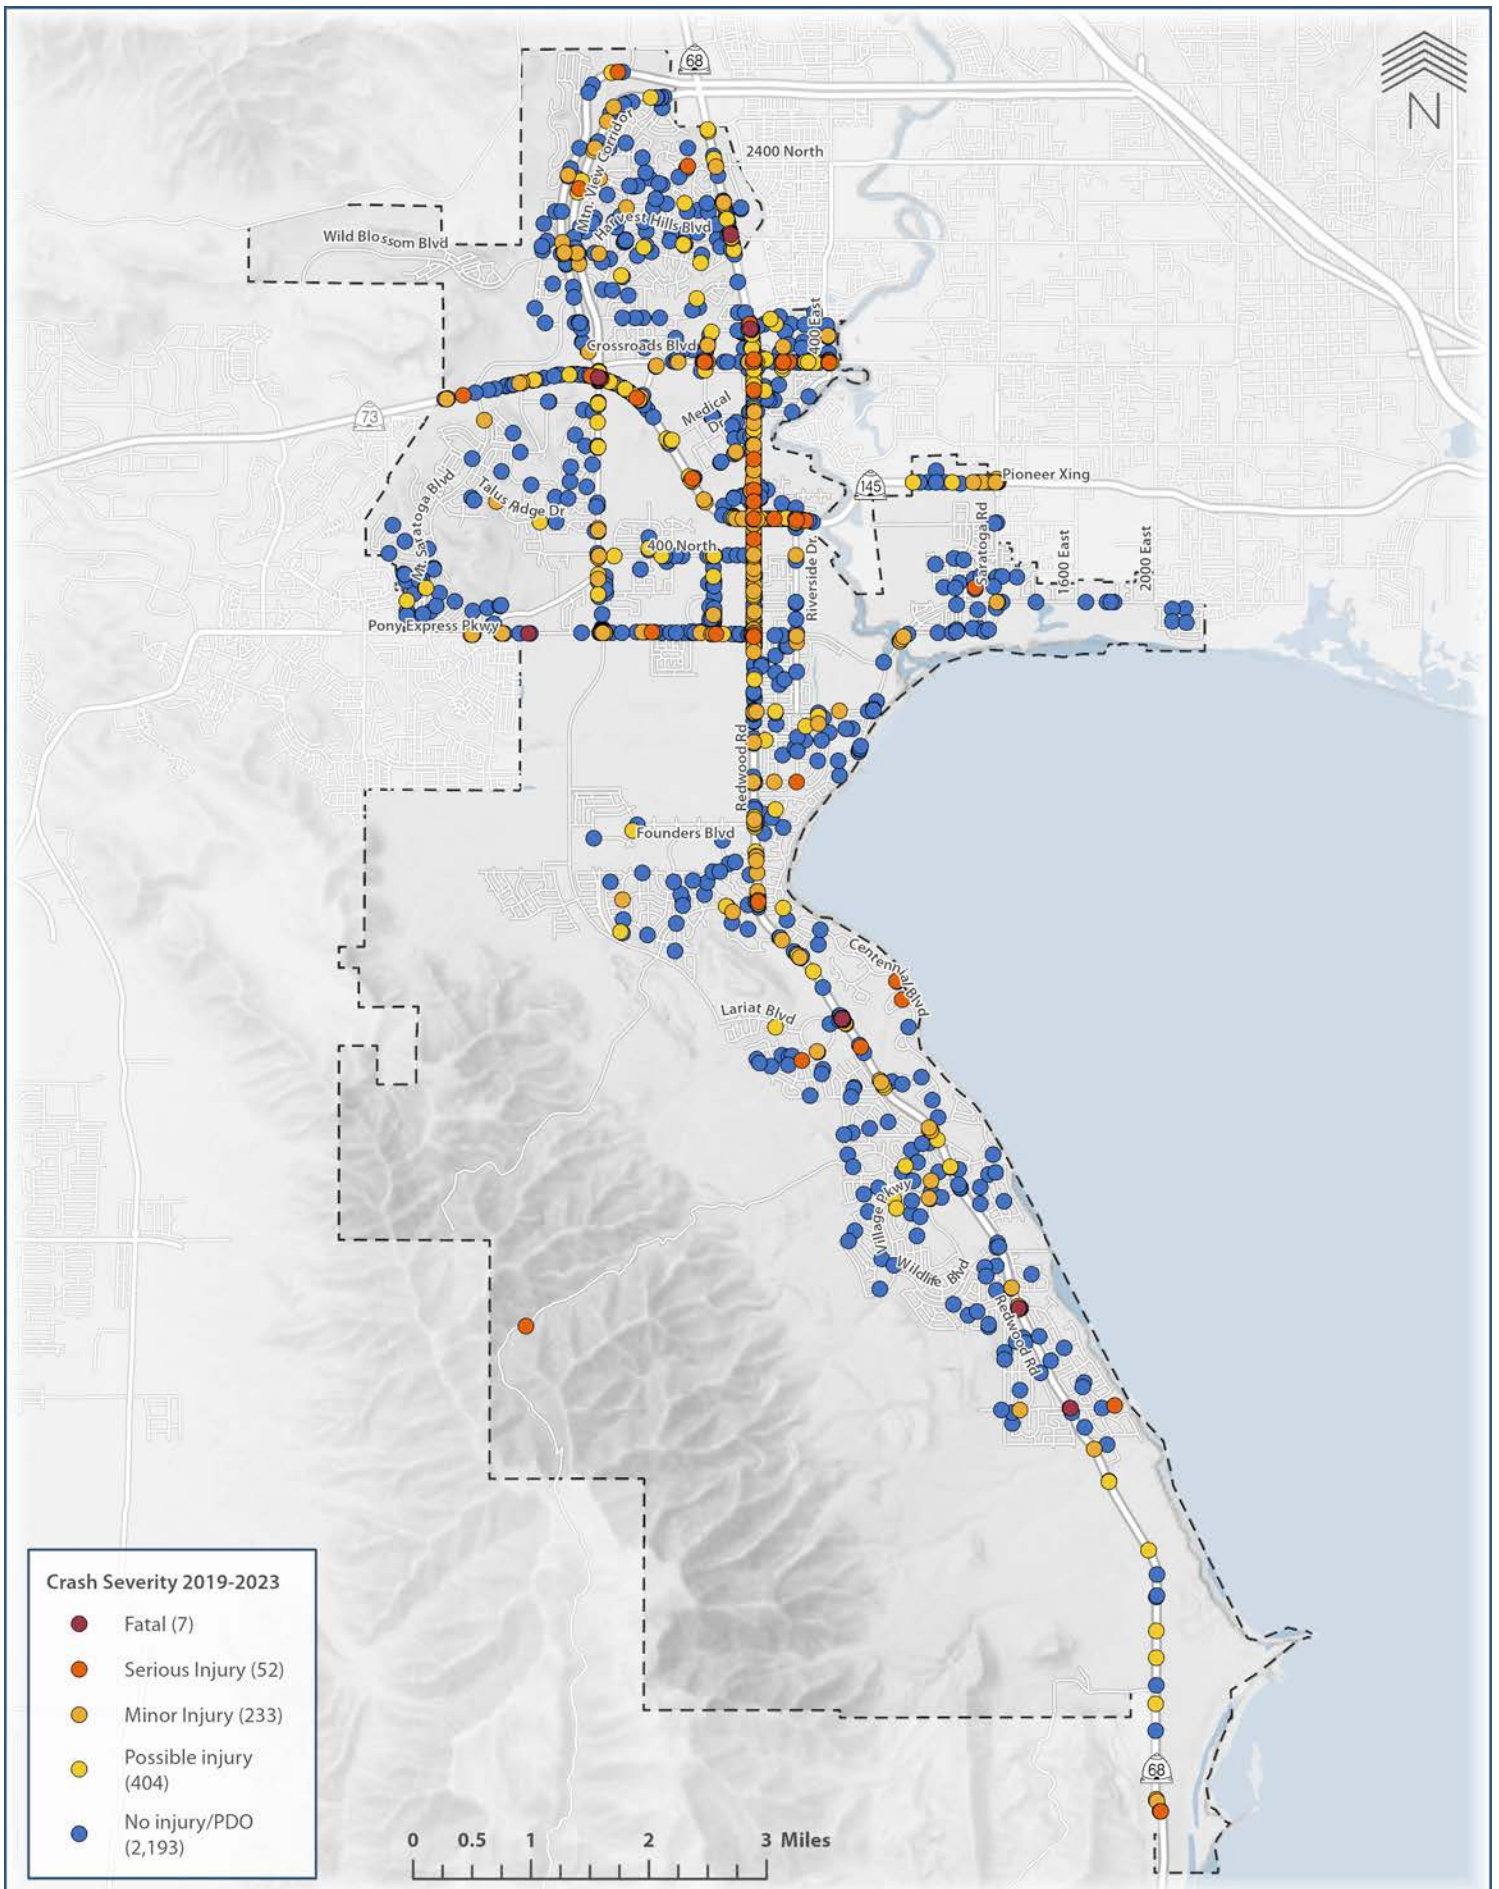 68
N
2400 North
Mtn. View Corridor
Harvest Hills Blvd
Wild Blossom Blvd
400 East
Crossroads Blvd
73
Medical
Dr
Pioneer Xing
145
Mt. Saratoga Blvd
Talus Ridge Dr
Saratoga Rd
400 North
1600 East
2000 East
Riverside Dr.
Pony Express Pkwy
Redwood Rd
Founders Blvd
Centennial Blvd
Lariat Blvd
Village Pkwy
Wildlife Blvd
Redwood Rd
Crash Severity 2019-2023
Fatal (7)
Serious Injury (52)
Minor Injury (233)
Possible injury
(404)
No injury/PDO
(2,193)
68
0 0.5 1 2 3 Miles